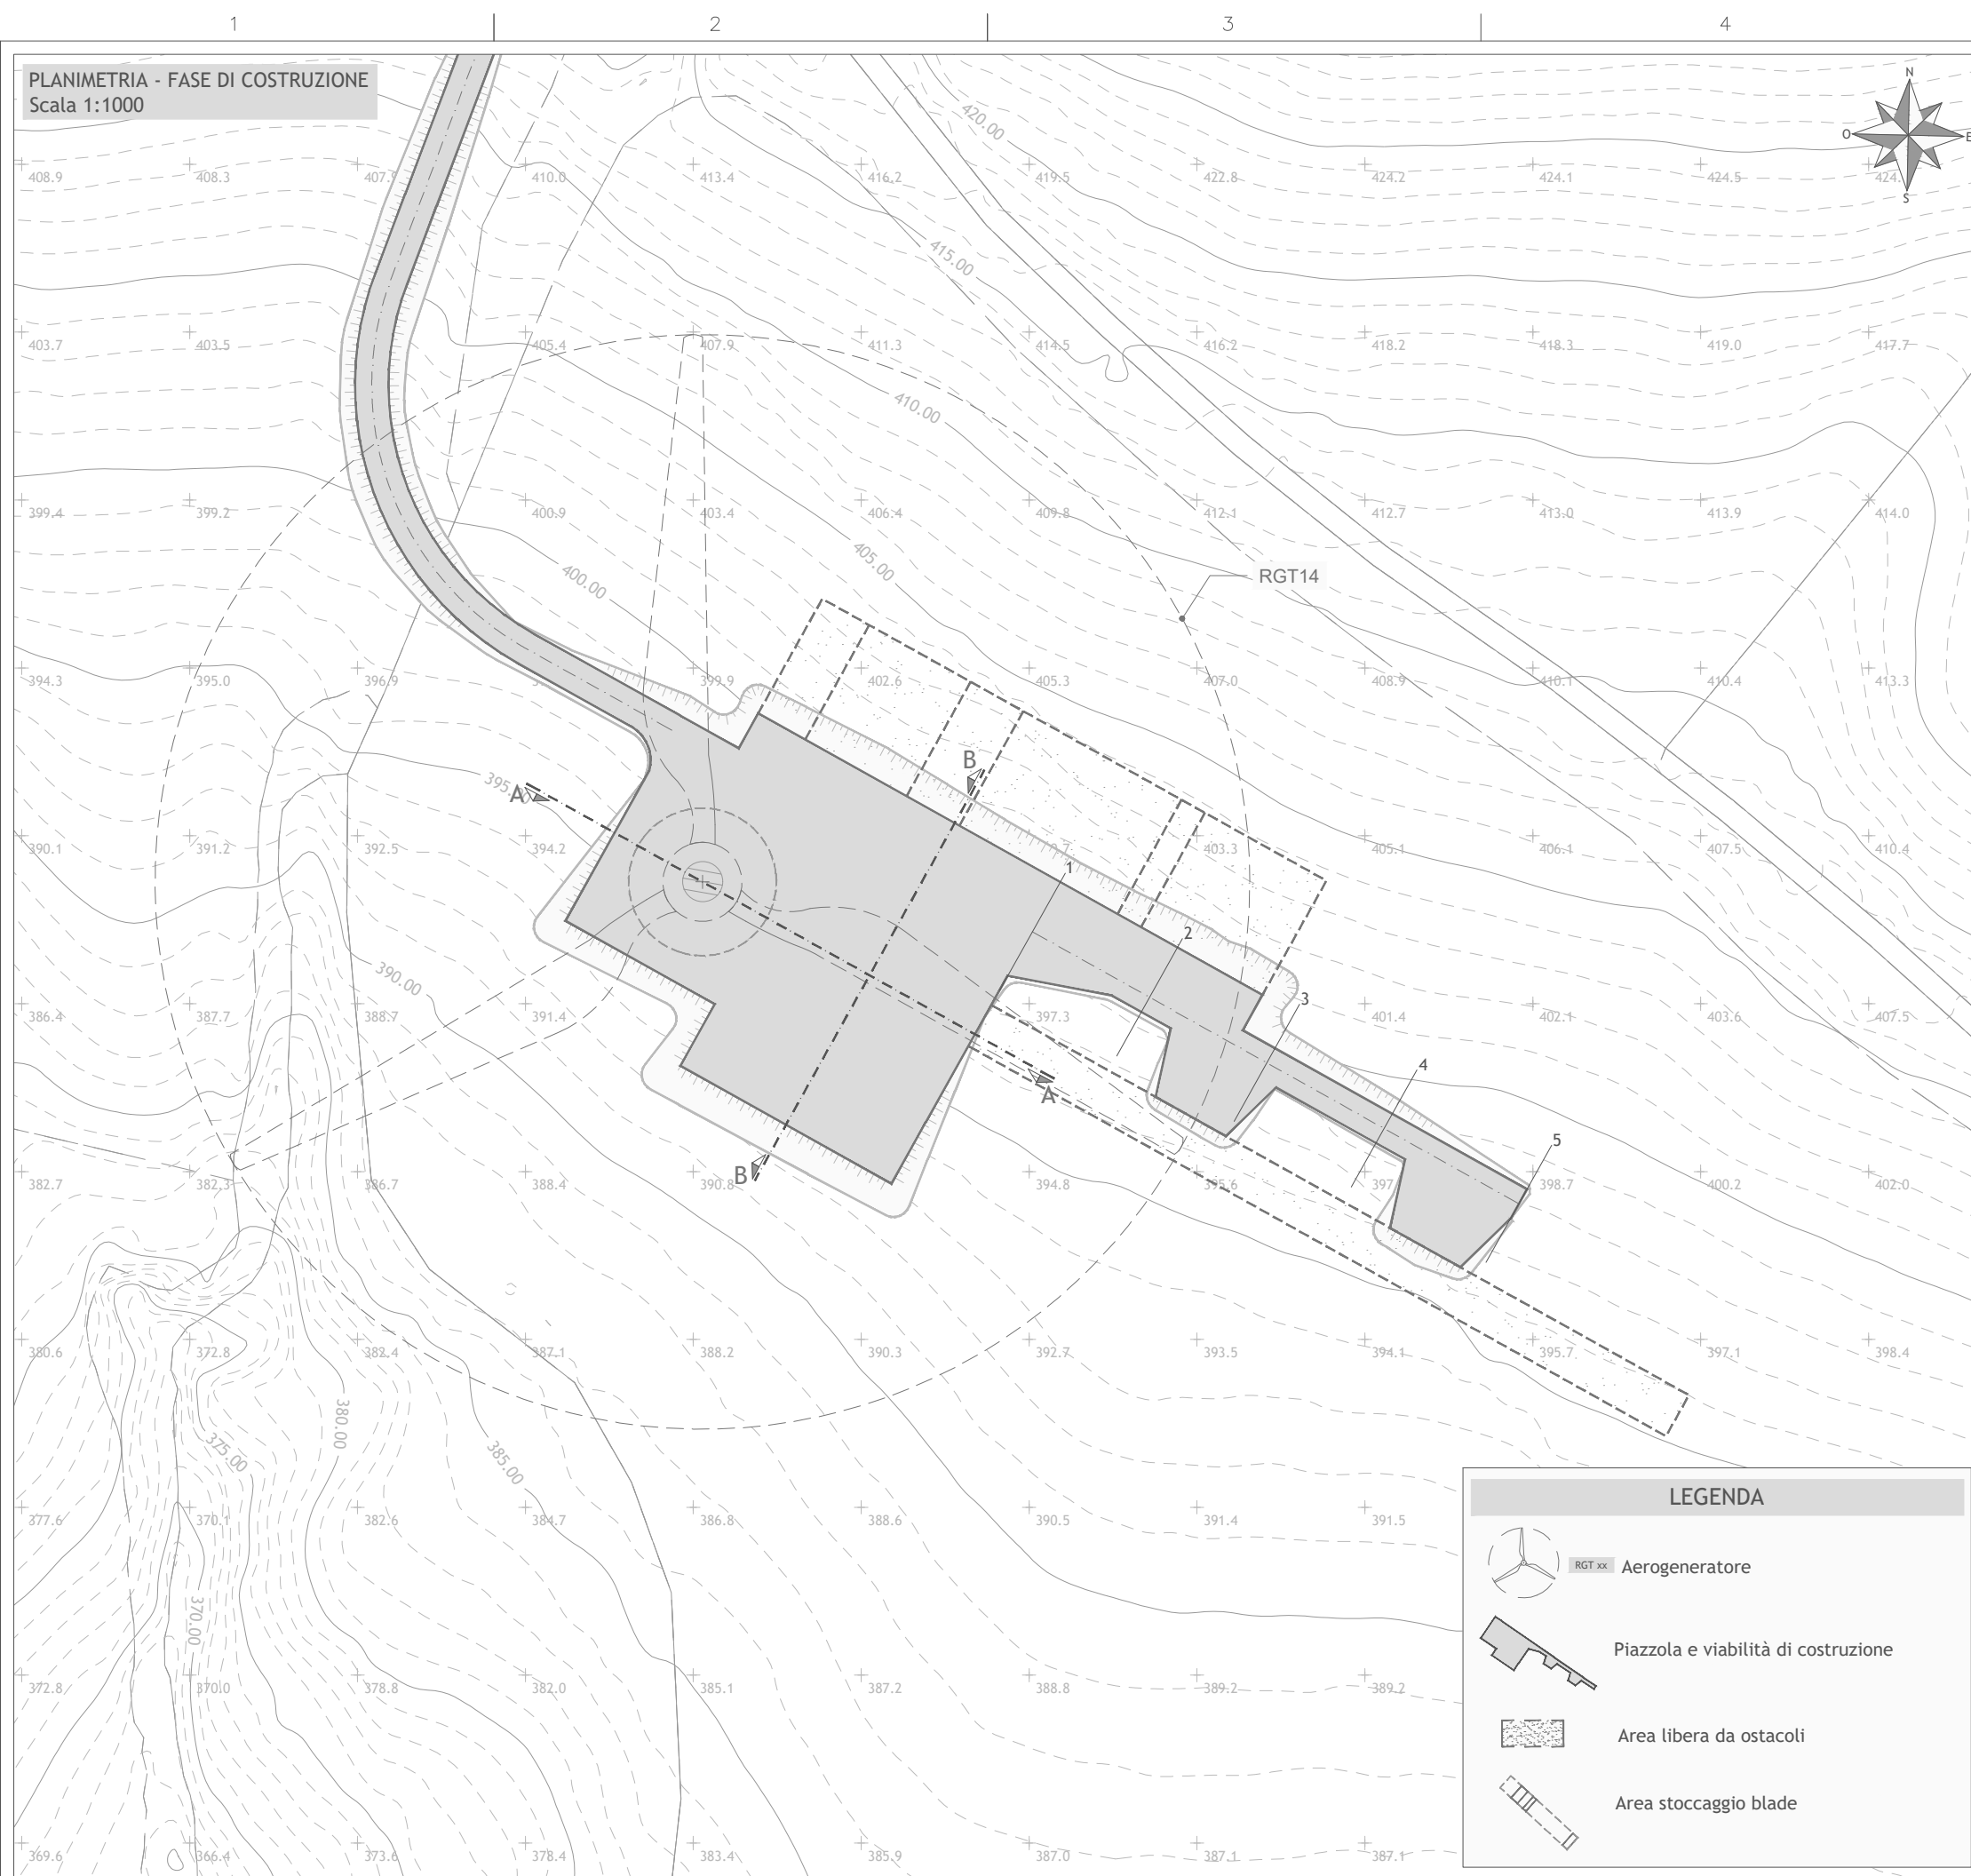 1 2 3 4
PLANIMETRIA - FASE DI COSTRUZIONE
Scala 1:1000
N
O
E
S
420.00
408.9 408.3 407. 410.0 413.4 416.2 419.5 422.8 424.2 424.1 424.5 424.
415.00
403.7 403.5 405.4 407.9 411.3 414.5 416.2 418.2 418.3 419.0 417.7
410.00
399.4 399.2 400.9 403.4 406.4 409.8 412.1 412.7 413.0 413.9 414.0
405.00
400.00
RGT14
394.3 395.0 396.9 399.9 402.6 405.3 407.0 408.9 410.1 410.4 413.3
B
395.
A
390.1 391.2 392.5 394.2 403.3 405.1 406.1 407.5 410.4
1
2
390.00
3
386.4 387.7 388.7 391.4 397.3 401.4 402.1 403.6 407.5
4
A
5
B
382.7 382.3 386.7 388.4 390.8 394.8 395.6 397. 398.7 400.2 402.0
380.6 372.8 382.4 387.1 388.2 390.3 392.7 393.5 394.1 395.7 397.1 398.4
380.00
375.00
385.00
LEGENDA
377.6 370.1 382.6 384.7 386.8 388.6 390.5 391.4 391.5
RGT xx Aerogeneratore
370.00
Piazzola e viabilità di costruzione
372.8 370.0 378.8 382.0 385.1 387.2 388.8 389.2 389.2
Area libera da ostacoli
Area stoccaggio blade
369.6 366.4 373.6 378.4 383.4 385.9 387.0 387.1 387.1